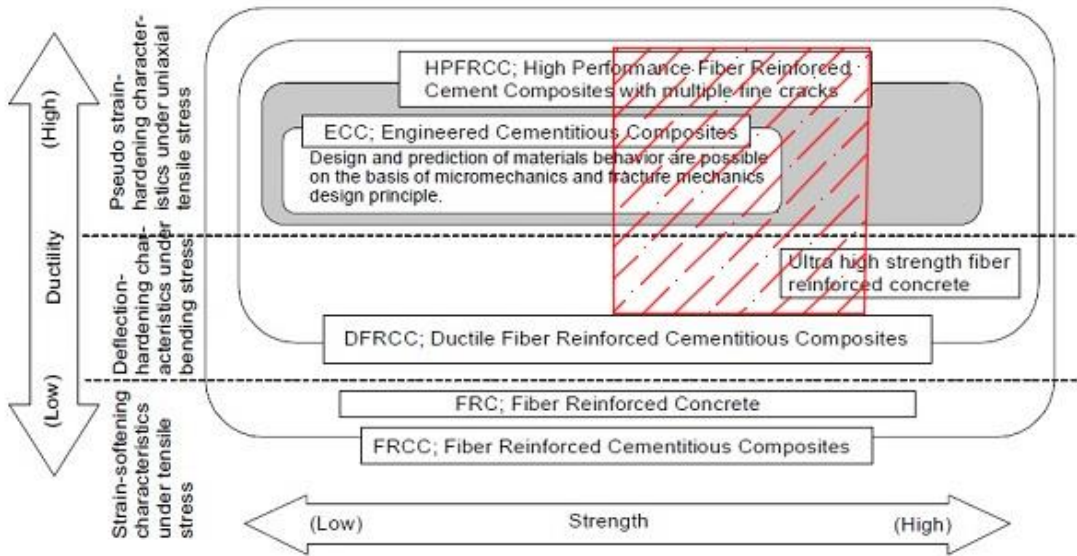 (High)
Ductility
(Low)
Pseudo strain-
hardening character-
istics under uniaxial
tensile stress
Deflection-
hardening char-
acteristics under
bending stress
Strain-softening
characteristics
under tensile
stress
HPFRCC; High Performance Fiber Reinforced
Cement Composites with multiple fine cracks
ECC; Engineered Cementitious Composites
Design and prediction of materials behavior are possible
on the basis of micromechanics and fracture mechanics
design principle.
Ultra high strength fiber
reinforced concrete
DFRCC; Ductile Fiber Reinforced Cementitious Composites
FRC; Fiber Reinforced Concrete
FRCC; Fiber Reinforced Cementitious Composites
(Low) Strength (High)